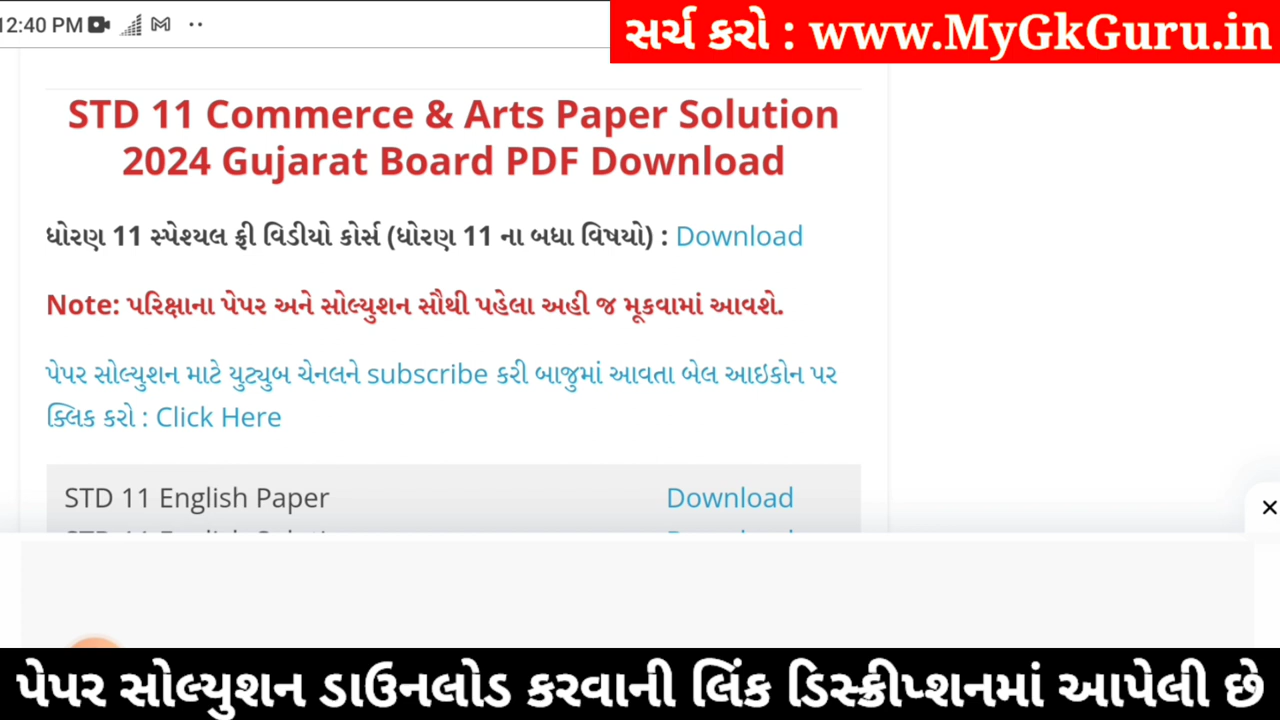 12:40 PM
સર્ચ કરો : www.MyGkGuru.in
STD 11 Commerce & Arts Paper Solution
2024 Gujarat Board PDF Download
ધોરણ 11 સ્પેશ્યલ ફ્રી વિડીયો કોર્સ (ધોરણ 11 ના બધા વિષયો) : Download
Note: પરિક્ષાના પેપર અને સોલ્યુશન સૌથી પહેલા અહી જ મૂકવામાં આવશે.
પેપર સોલ્યુશન માટે યુટ્યુબ ચેનલને subscribe કરી બાજુમાં આવતા બેલ આઇકોન પર
ક્લિક કરો : Click Here
STD 11 English Paper Download
પેપર સોલ્યુશન ડાઉનલોડ કરવાની લિંક ડિસ્ક્રીપ્શનમાં આપેલી છે